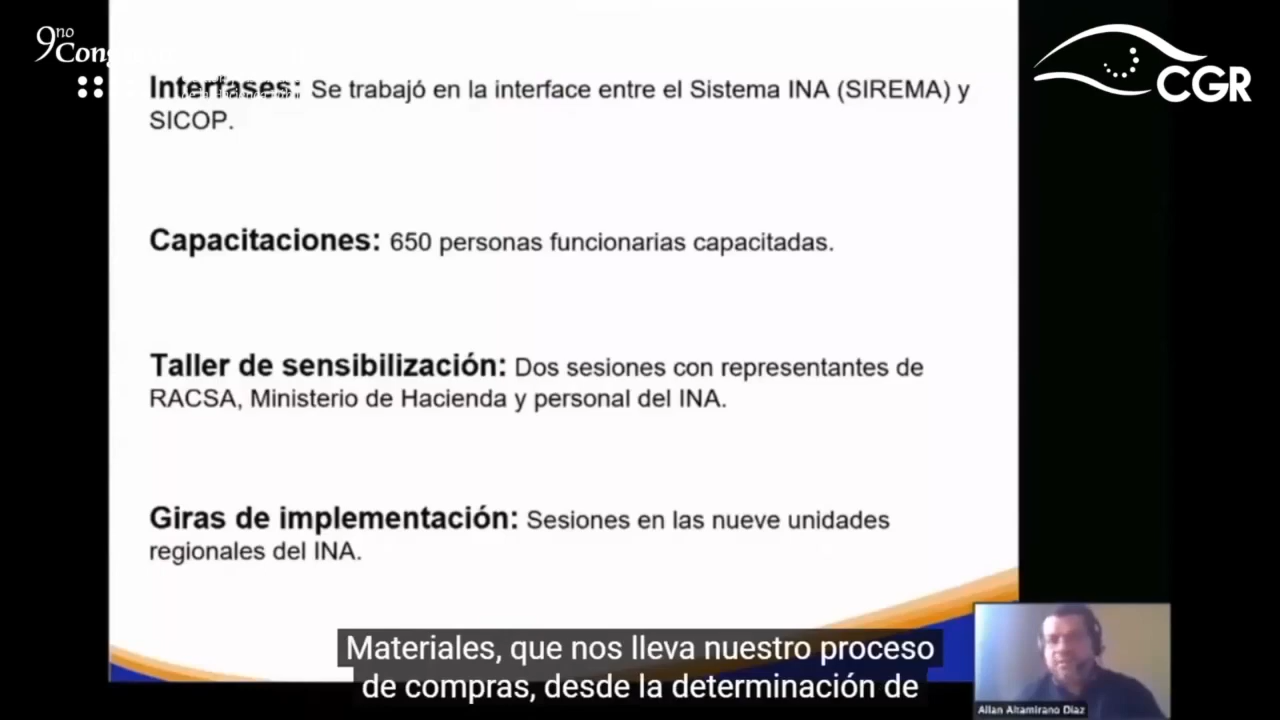 9no
CGR
Interfases: Se trabajó en la interface entre el Sistema INA (SIREMA) y
SICOP.
Capacitaciones: 650 personas funcionarias capacitadas.
Taller de sensibilización: Dos sesiones con representantes de
RACSA, Ministerio de Hacienda y personal del INA.
Giras de implementación: Sesiones en las nueve unidades
regionales del INA.
Materiales, que nos lleva nuestro proceso
de compras, desde la determinación de
Allan Altamirano Díaz